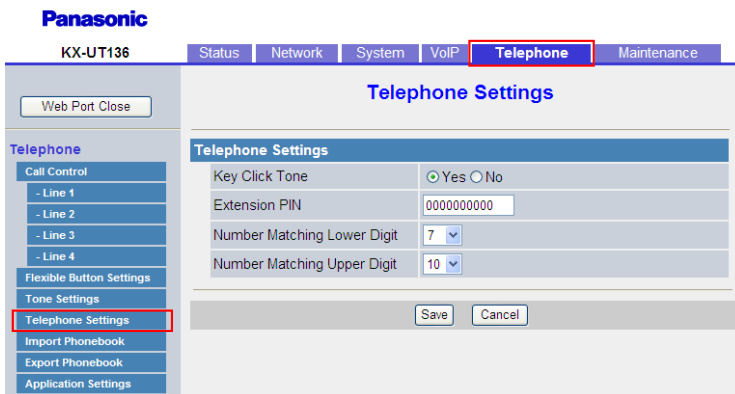 Panasonic
KX-UT136
Status Network System VoIP Telephone Maintenance
Web Port Close
Telephone Settings
Telephone
Call Control
- Line 1
- Line 2
- Line 3
- Line 4
Flexible Button Settings
Tone Settings
Telephone Settings
Import Phonebook
Export Phonebook
Application Settings
Telephone Settings
Key Click Tone Yes No
Extension PIN 0000000000
Number Matching Lower Digit 7
Number Matching Upper Digit 10
Save Cancel